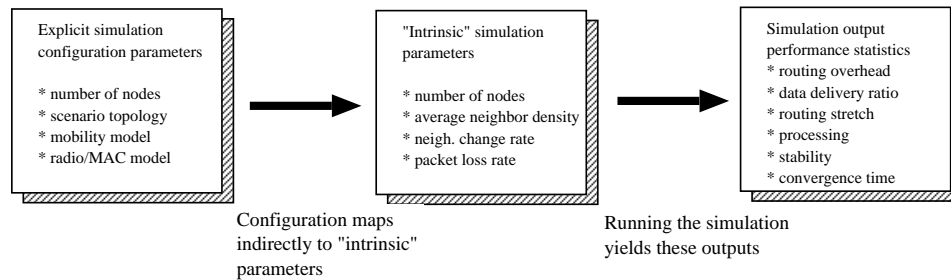 Explicit simulation
configuration parameters
* number of nodes
* scenario topology
* mobility model
* radio/MAC model
"Intrinsic" simulation
parameters
* number of nodes
* average neighbor density
* neigh. change rate
* packet loss rate
Simulation output
performance statistics
* routing overhead
* data delivery ratio
* routing stretch
* processing
* stability
* convergence time
Configuration maps
indirectly to "intrinsic"
parameters
Running the simulation
yields these outputs